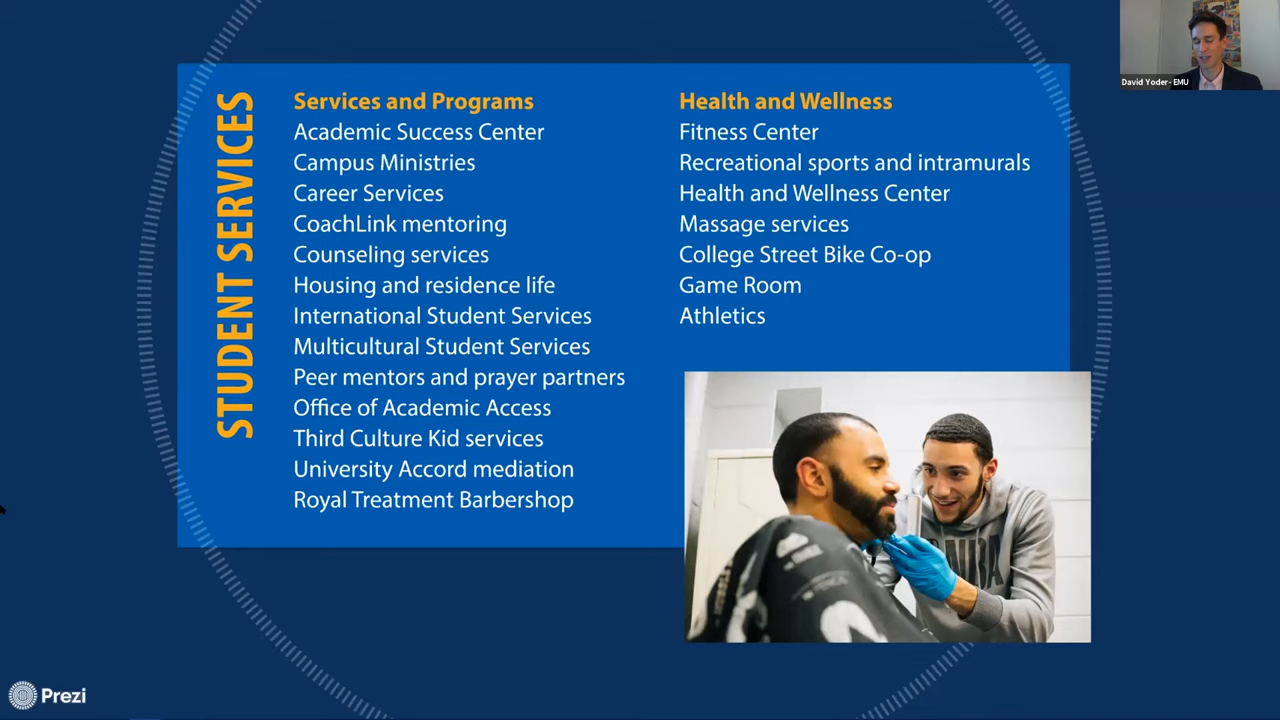 STUDENT SERVICES
Services and Programs
Academic Success Center
Campus Ministries
Career Services
CoachLink mentoring
Counseling services
Housing and residence life
International Student Services
Multicultural Student Services
Peer mentors and prayer partners
Office of Academic Access
Third Culture Kid services
University Accord mediation
Royal Treatment Barbershop
Health and Wellness
Fitness Center
Recreational sports and intramurals
Health and Wellness Center
Massage services
College Street Bike Co-op
Game Room
Athletics
NBA
David Yoder- EMU
Prezi